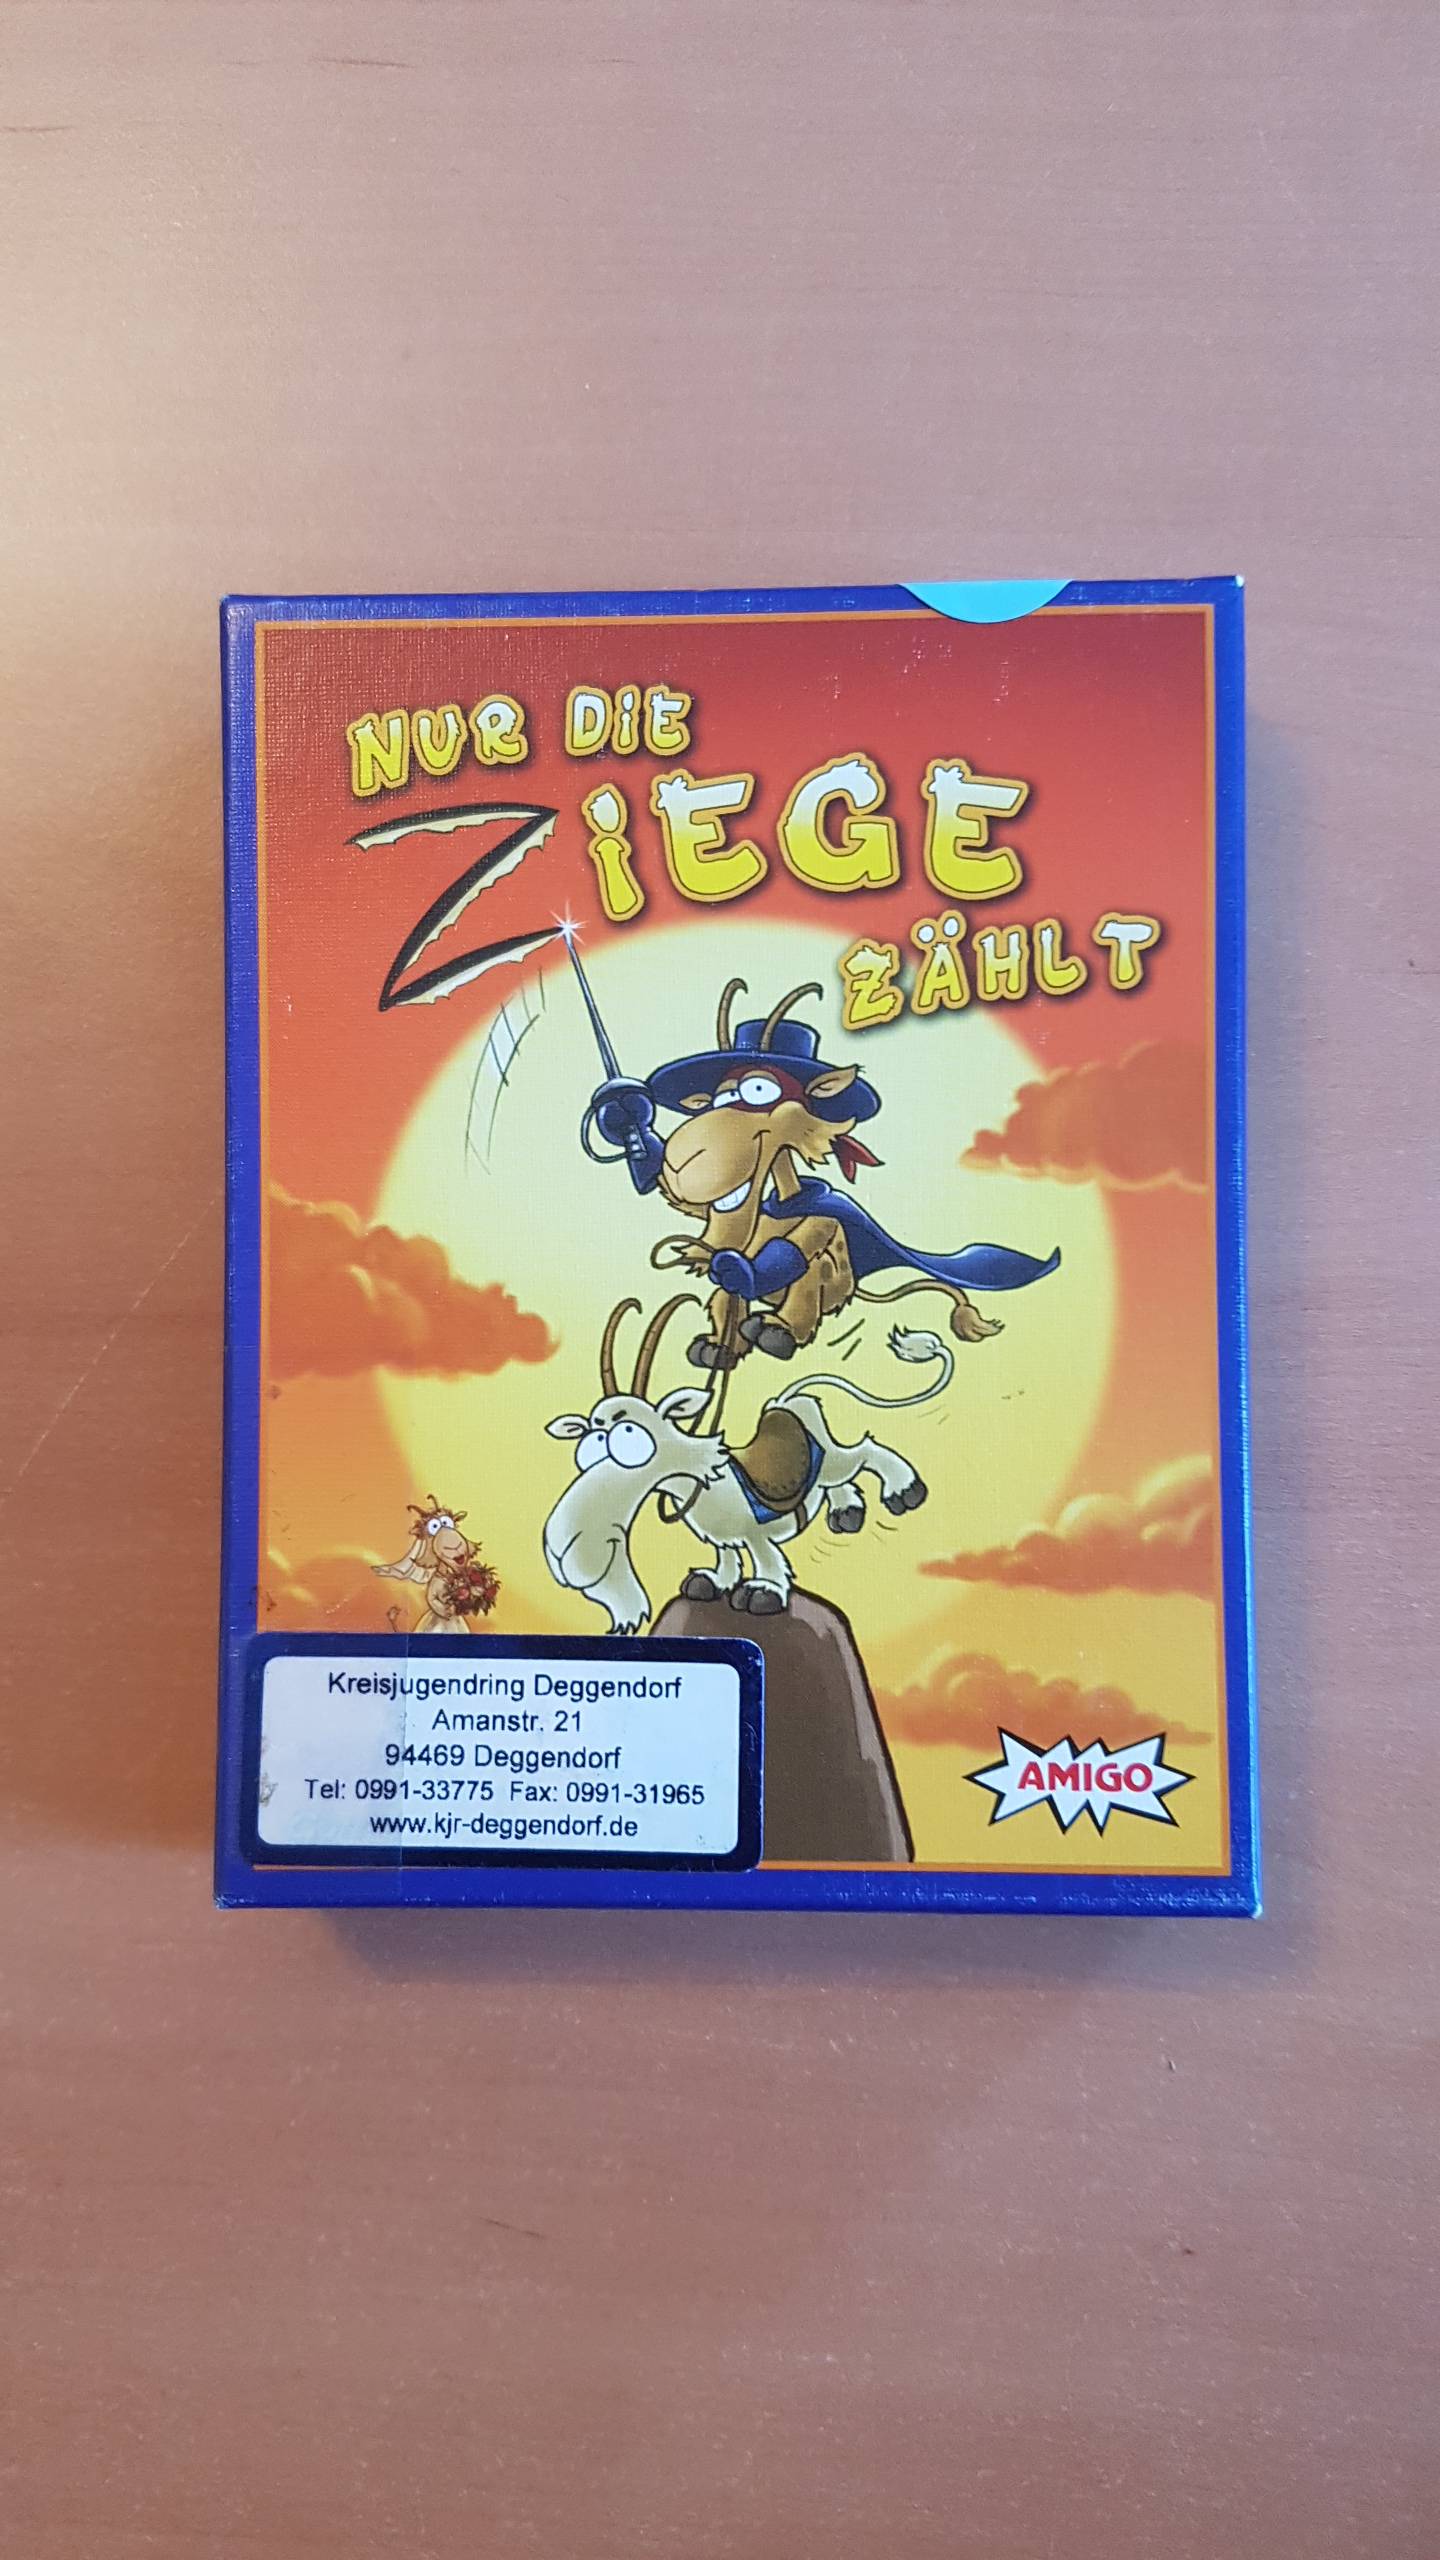 NUR DiE
ZiEGE
ZÄHLT
Kreisjugendring Deggendorf
Amanstr. 21
94469 Deggendorf
Tel: 0991-33775 Fax: 0991-31965
www.kjr-deggendorf.de
AMIGO